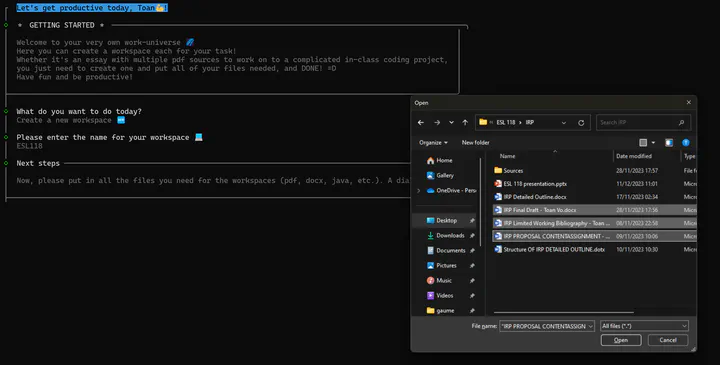 Let's get productive today, Toan👏!
★ GETTING STARTED ★
Welcome to your very own work-universe 🌌
Here you can create a workspace each for your task!
Whether it's an essay with multiple pdf sources to work on to a complicated in-class coding project,
you just need to create one and put all of your files needed, and DONE! =D
Have fun and be productive!
What do you want to do today?
Create a new workspace 🆕
Please enter the name for your workspace 💻
ESL118
Next steps
Now, please put in all the files you need for the workspaces (pdf, docx, java, etc.). A dia
Open
« ESL 118 › IRP
Search IRP
Organize New folder
Name Date modified Type
Home
Gallery
OneDrive - Perso
Desktop
Downloads
Documents
Pictures
Music
Videos
gaume
Sources 28/11/2023 17:57 File f
ESL 118 presentation.pptx 11/12/2023 11:01 Micro
IRP Detailed Outline.docx 17/11/2023 02:34 Micro
IRP Final Draft - Toan Vo.docx 28/11/2023 17:56 Micro
IRP Limited Working Bibliography - Toan ... 08/11/2023 22:58 Micro
IRP PROPOSAL CONTENTASSIGNMENT - ... 09/11/2023 10:06 Micro
Structure OF IRP DETAILED OUTLINE.dotx 10/11/2023 10:30 Micro
File name: "IRP PROPOSAL CONTENTASSIGN All files (*.*)
Open Cancel